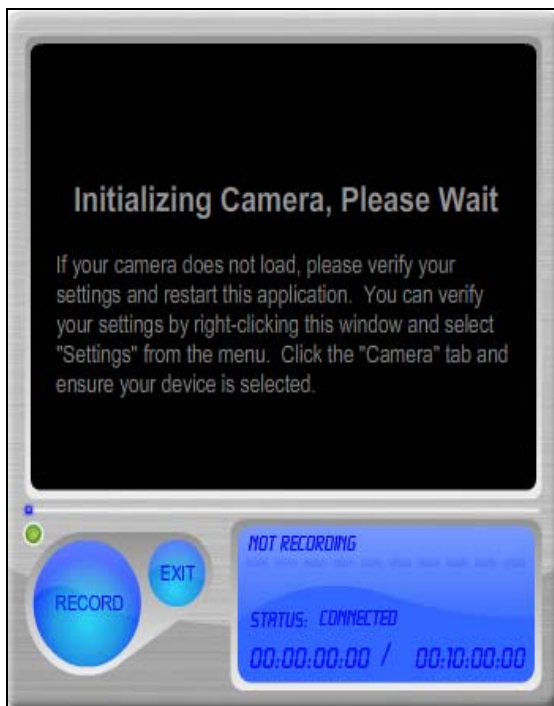 Initializing Camera, Please Wait
If your camera does not load, please verify your
settings and restart this application.  You can verify
your settings by right-clicking this window and select
"Settings" from the menu.  Click the "Camera" tab and
ensure your device is selected.
NOT RECORDING
EXIT
RECORD
STATUS: CONNECTED
00:00:00:00 / 00:10:00:00